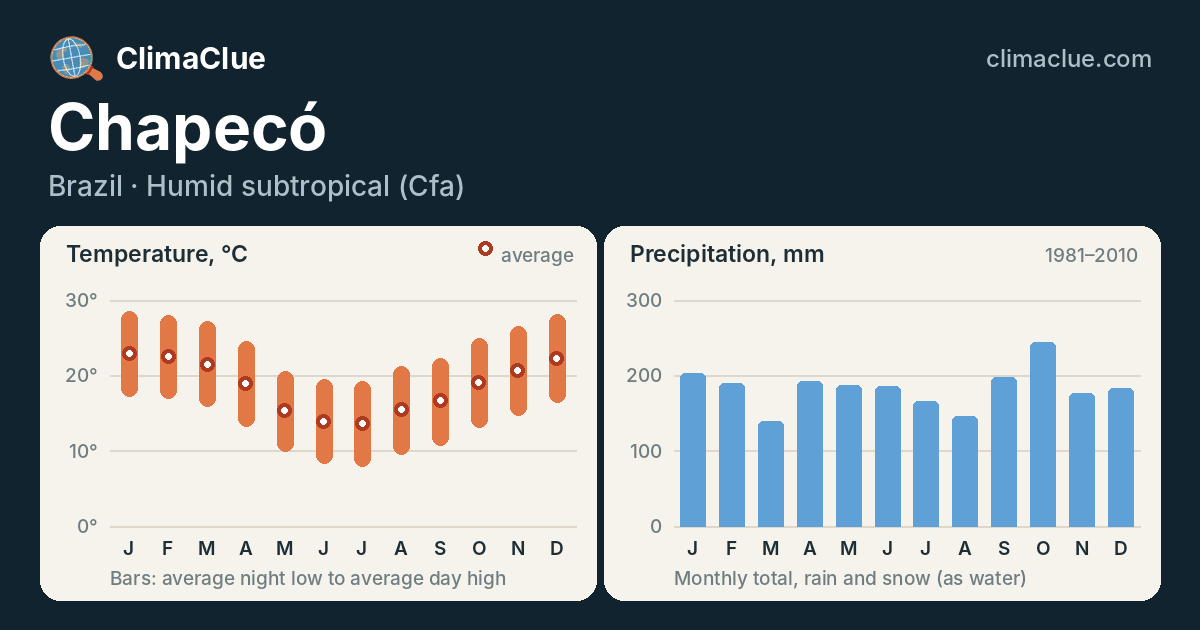 ClimaClue
climaclue.com
Chapecó
Brazil · Humid subtropical (Cfa)
Temperature, °C
average
30°
20°
10°
0°
J F M A M J J A S O N D
Bars: average night low to average day high
Precipitation, mm
1981–2010
300
200
100
0
J F M A M J J A S O N D
Monthly total, rain and snow (as water)